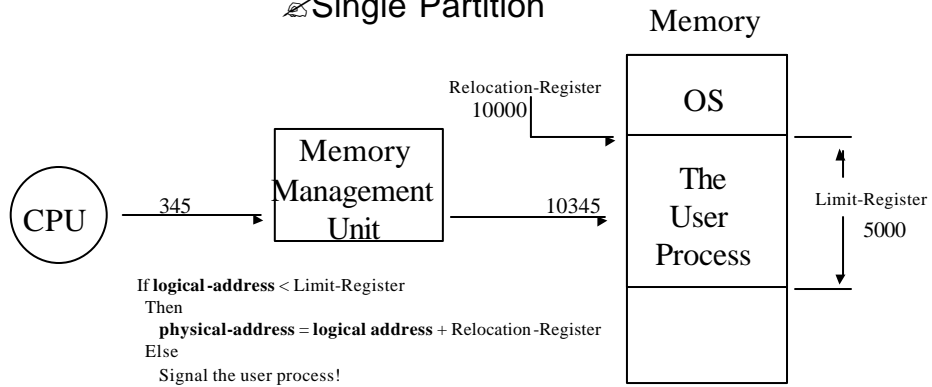 Single Partition
Memory
Relocation-Register
10000
OS
Memory
Management
Unit
The
User
Process
CPU
345
10345
Limit-Register
5000
If logical-address < Limit-Register
Then
physical-address = logical address + Relocation-Register
Else
Signal the user process!